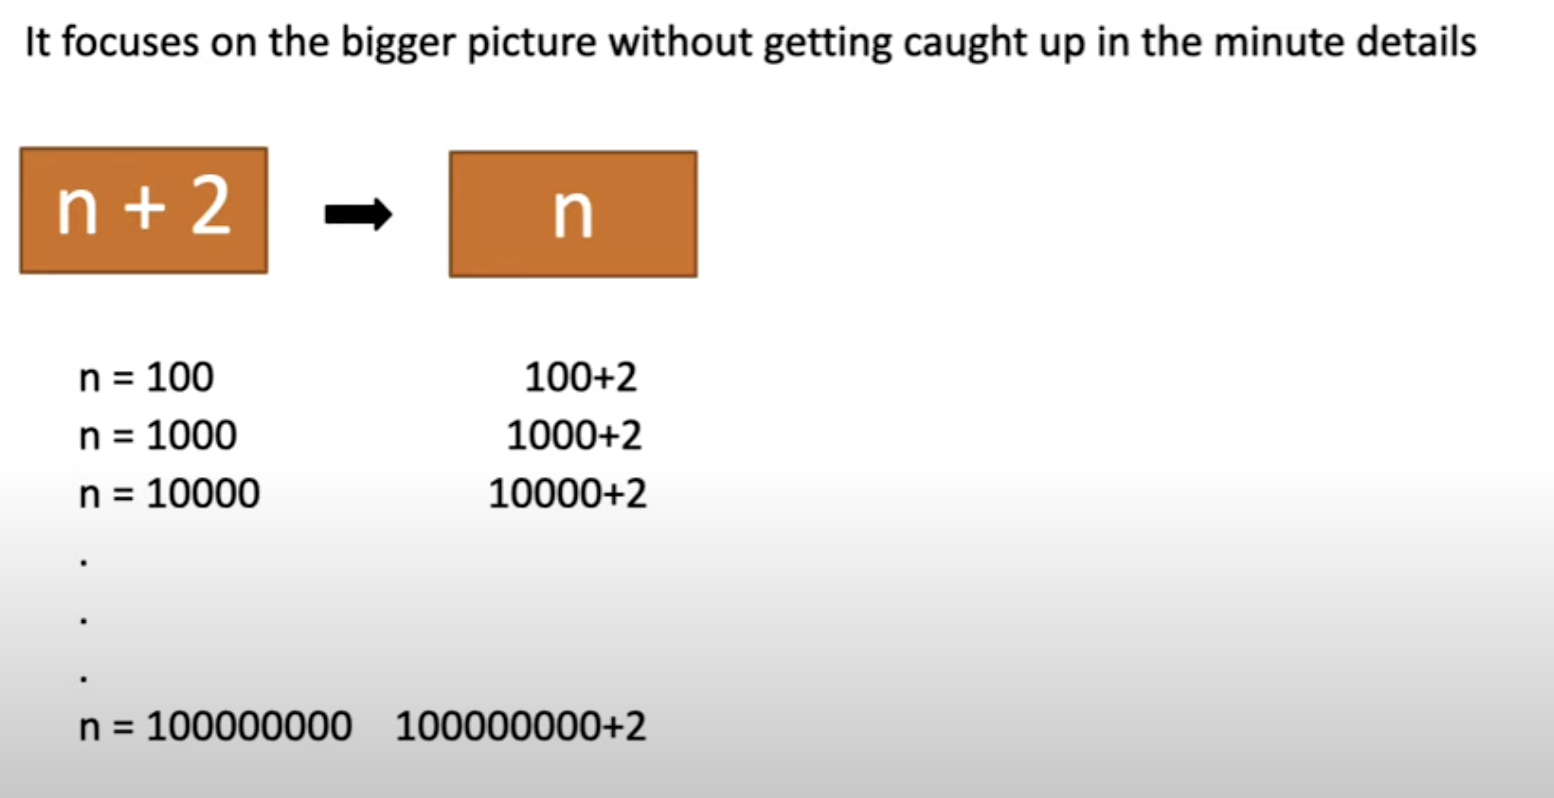 It focuses on the bigger picture without getting caught up in the minute details
n + 2
n
n = 100 100+2
n = 1000 1000+2
n = 10000 10000+2
.
.
.
n = 100000000 100000000+2